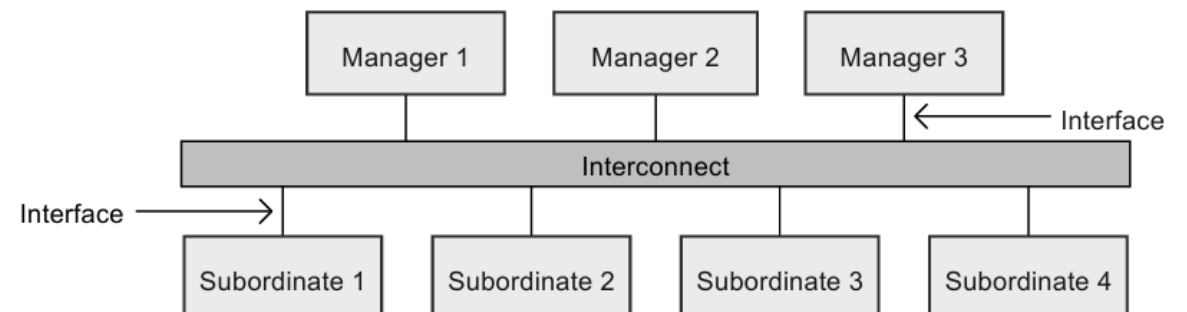 Manager 1
Manager 2
Manager 3
Interface
Interconnect
Interface
Subordinate 1
Subordinate 2
Subordinate 3
Subordinate 4